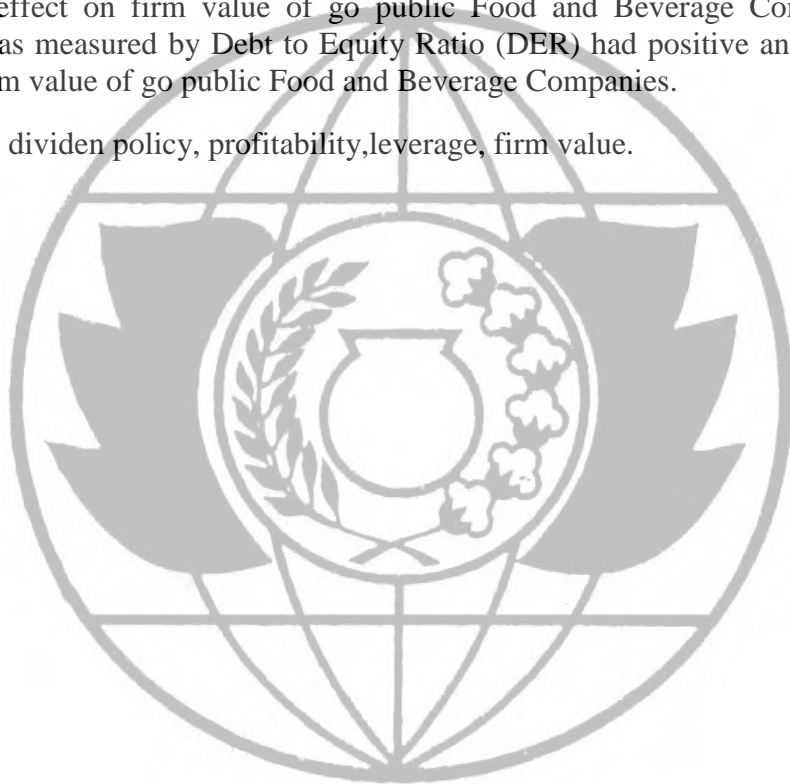 effect on firm value of go public Food and Beverage Co
as measured by Debt to Equity Ratio (DER) had positive an
m value of go public Food and Beverage Companies.
dividen policy, profitability,leverage, firm value.